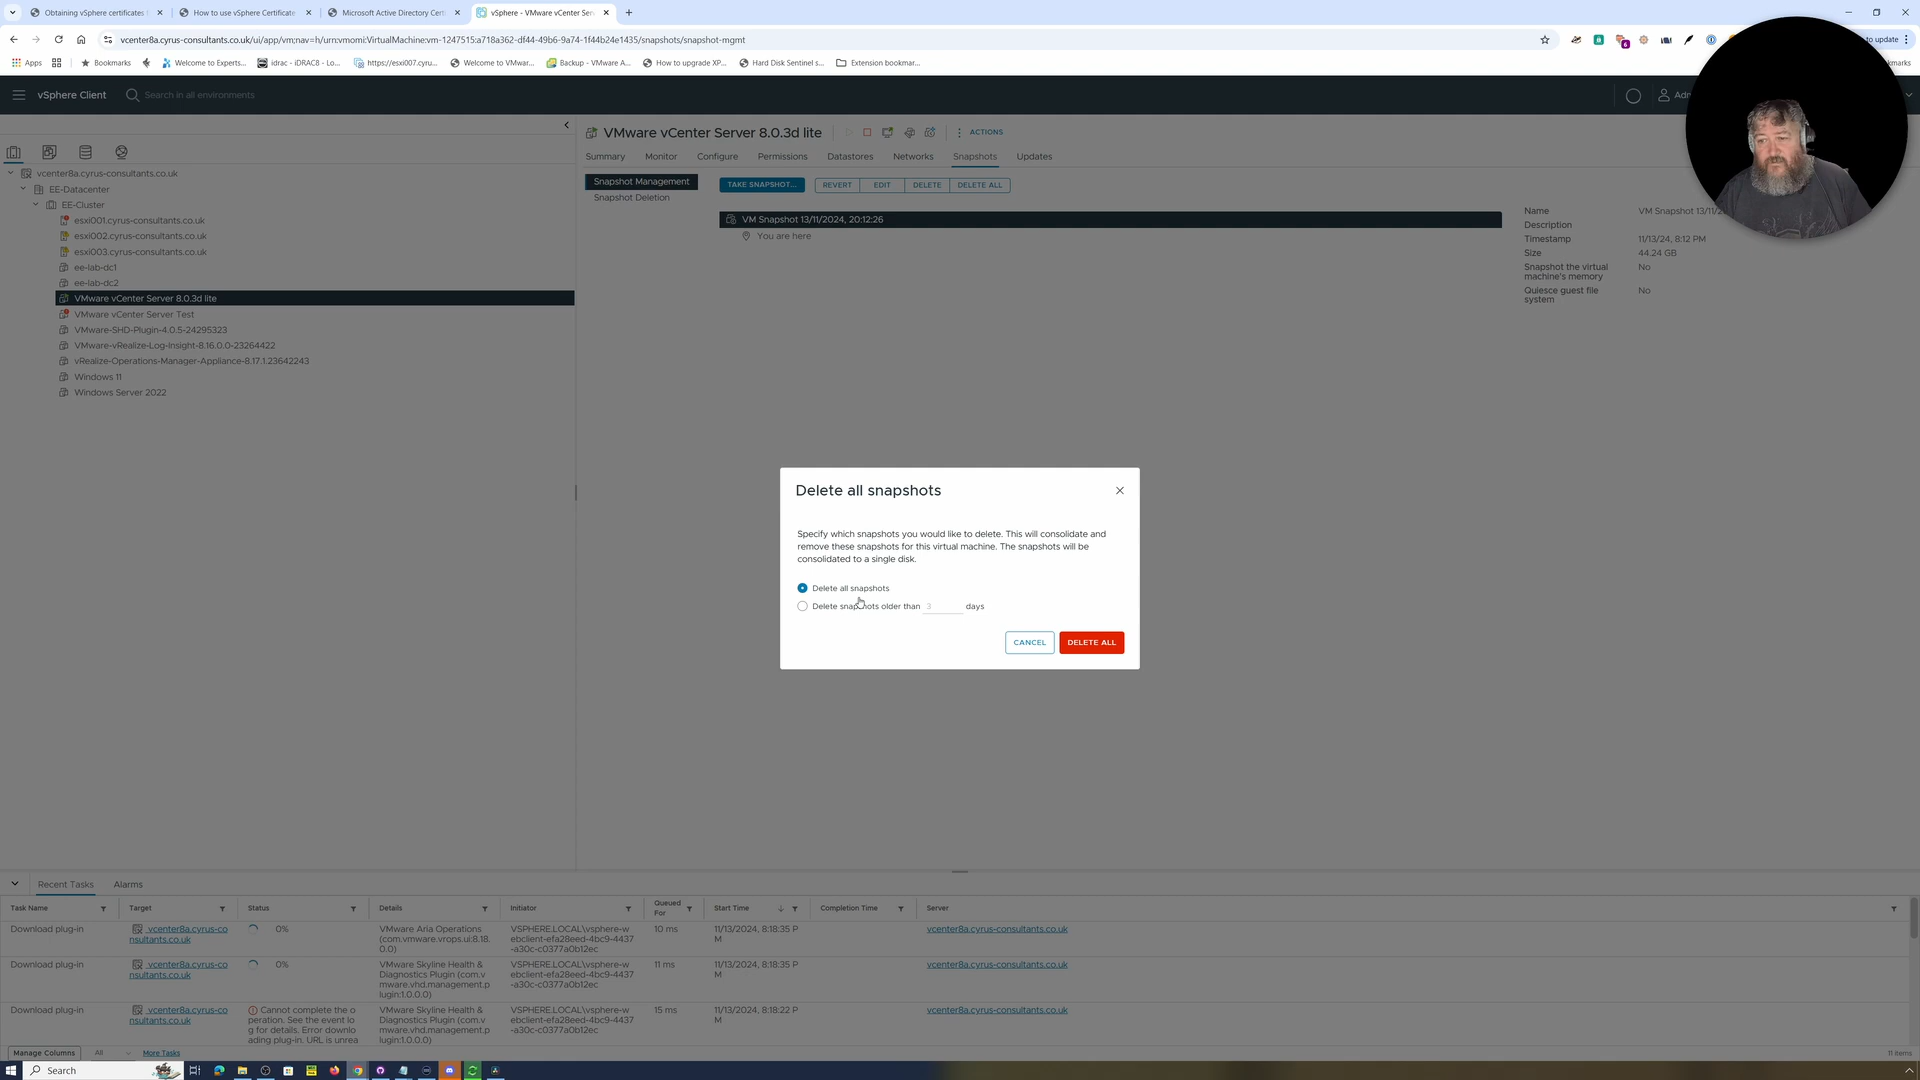 Obtaining vSphere certificates
How to use vSphere Certificate
Microsoft Active Directory Cert
vSphere - VMware vCenter Ser
vcenter8a.cyrus-consultants.co.uk/ui/app/vm;nav=h/urn:vmomi:VirtualMachine:vm-1247515:a718a362-df44-49b6-9a74-1f44b24e1435/snapshots/snapshot-mgmt
to update
Apps
Bookmarks
Welcome to Experts...
idrac - iDRAC8 - Lo...
https://esxi007.cyru...
Welcome to VMwar...
Backup - VMware A...
How to upgrade XP...
Hard Disk Sentinel s...
Extension bookmar...
kmarks
vSphere Client
Search in all environments
Adm
VMware vCenter Server 8.0.3d lite
ACTIONS
Summary
Monitor
Configure
Permissions
Datastores
Networks
Snapshots
Updates
vcenter8a.cyrus-consultants.co.uk
EE-Datacenter
EE-Cluster
esxi001.cyrus-consultants.co.uk
esxi002.cyrus-consultants.co.uk
esxi003.cyrus-consultants.co.uk
ee-lab-dc1
ee-lab-dc2
VMware vCenter Server 8.0.3d lite
VMware vCenter Server Test
VMware-SHD-Plugin-4.0.5-24295323
VMware-vRealize-Log-Insight-8.16.0.0-23264422
vRealize-Operations-Manager-Appliance-8.17.1.23642243
Windows 11
Windows Server 2022
Snapshot Management
Snapshot Deletion
TAKE SNAPSHOT...
REVERT
EDIT
DELETE
DELETE ALL
VM Snapshot 13/11/2024, 20:12:26
You are here
Name
VM Snapshot 13/11/2
Description
Timestamp
11/13/24, 8:12 PM
Size
44.24 GB
Snapshot the virtual
machine's memory
No
Quiesce guest file
system
No
Delete all snapshots
Specify which snapshots you would like to delete. This will consolidate and
remove these snapshots for this virtual machine. The snapshots will be
consolidated to a single disk.
Delete all snapshots
Delete snapshots older than 3 days
CANCEL
DELETE ALL
Recent Tasks
Alarms
Task Name
Target
Status
Details
Initiator
Queued
For
Start Time
Completion Time
Server
Download plug-in
vcenter8a.cyrus-co
nsultants.co.uk
0%
VMware Aria Operations
(com.vmware.vrops.ui:8.18.
0.0)
VSPHERE.LOCAL\vsphere-w
ebclient-efa28eed-4bc9-4437
-a30c-c0377a0b12ec
10 ms
11/13/2024, 8:18:35 P
M
vcenter8a.cyrus-consultants.co.uk
Download plug-in
vcenter8a.cyrus-co
nsultants.co.uk
0%
VMware Skyline Health &
Diagnostics Plugin (com.v
mware.vhd.management.p
lugin:1.0.0.0)
VSPHERE.LOCAL\vsphere-w
ebclient-efa28eed-4bc9-4437
-a30c-c0377a0b12ec
11 ms
11/13/2024, 8:18:35 P
M
vcenter8a.cyrus-consultants.co.uk
Download plug-in
vcenter8a.cyrus-co
nsultants.co.uk
Cannot complete the o
peration. See the event lo
g for details. Error downlo
ading plug-in. URL is unrea
VMware Skyline Health &
Diagnostics Plugin (com.v
mware.vhd.management.p
lugin:1.0.0.0)
VSPHERE.LOCAL\vsphere-w
ebclient-efa28eed-4bc9-4437
-a30c-c0377a0b12ec
15 ms
11/13/2024, 8:18:22 P
M
vcenter8a.cyrus-consultants.co.uk
Manage Columns
All
More Tasks
11 items
Search